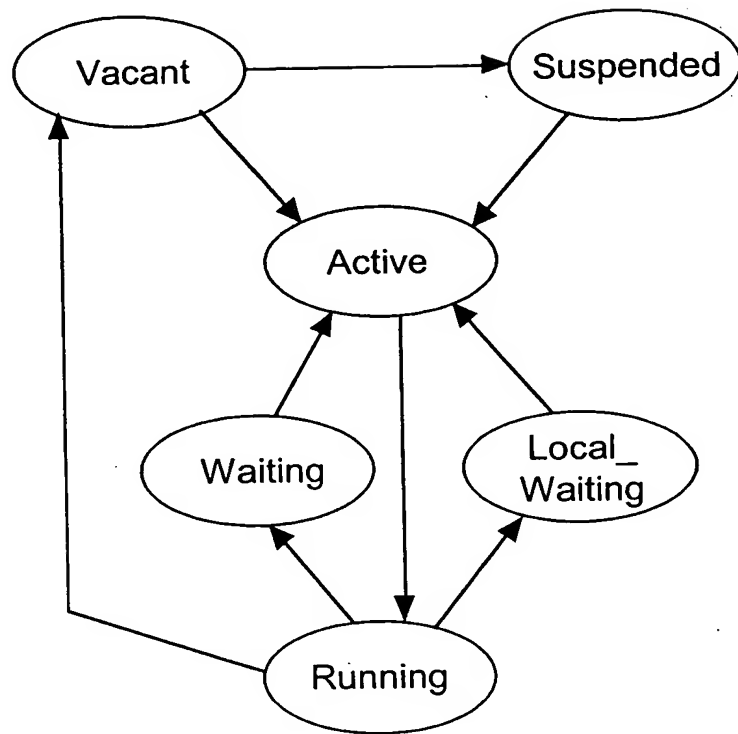 Vacant
Suspended
Active
Waiting
Local_
Waiting
Running